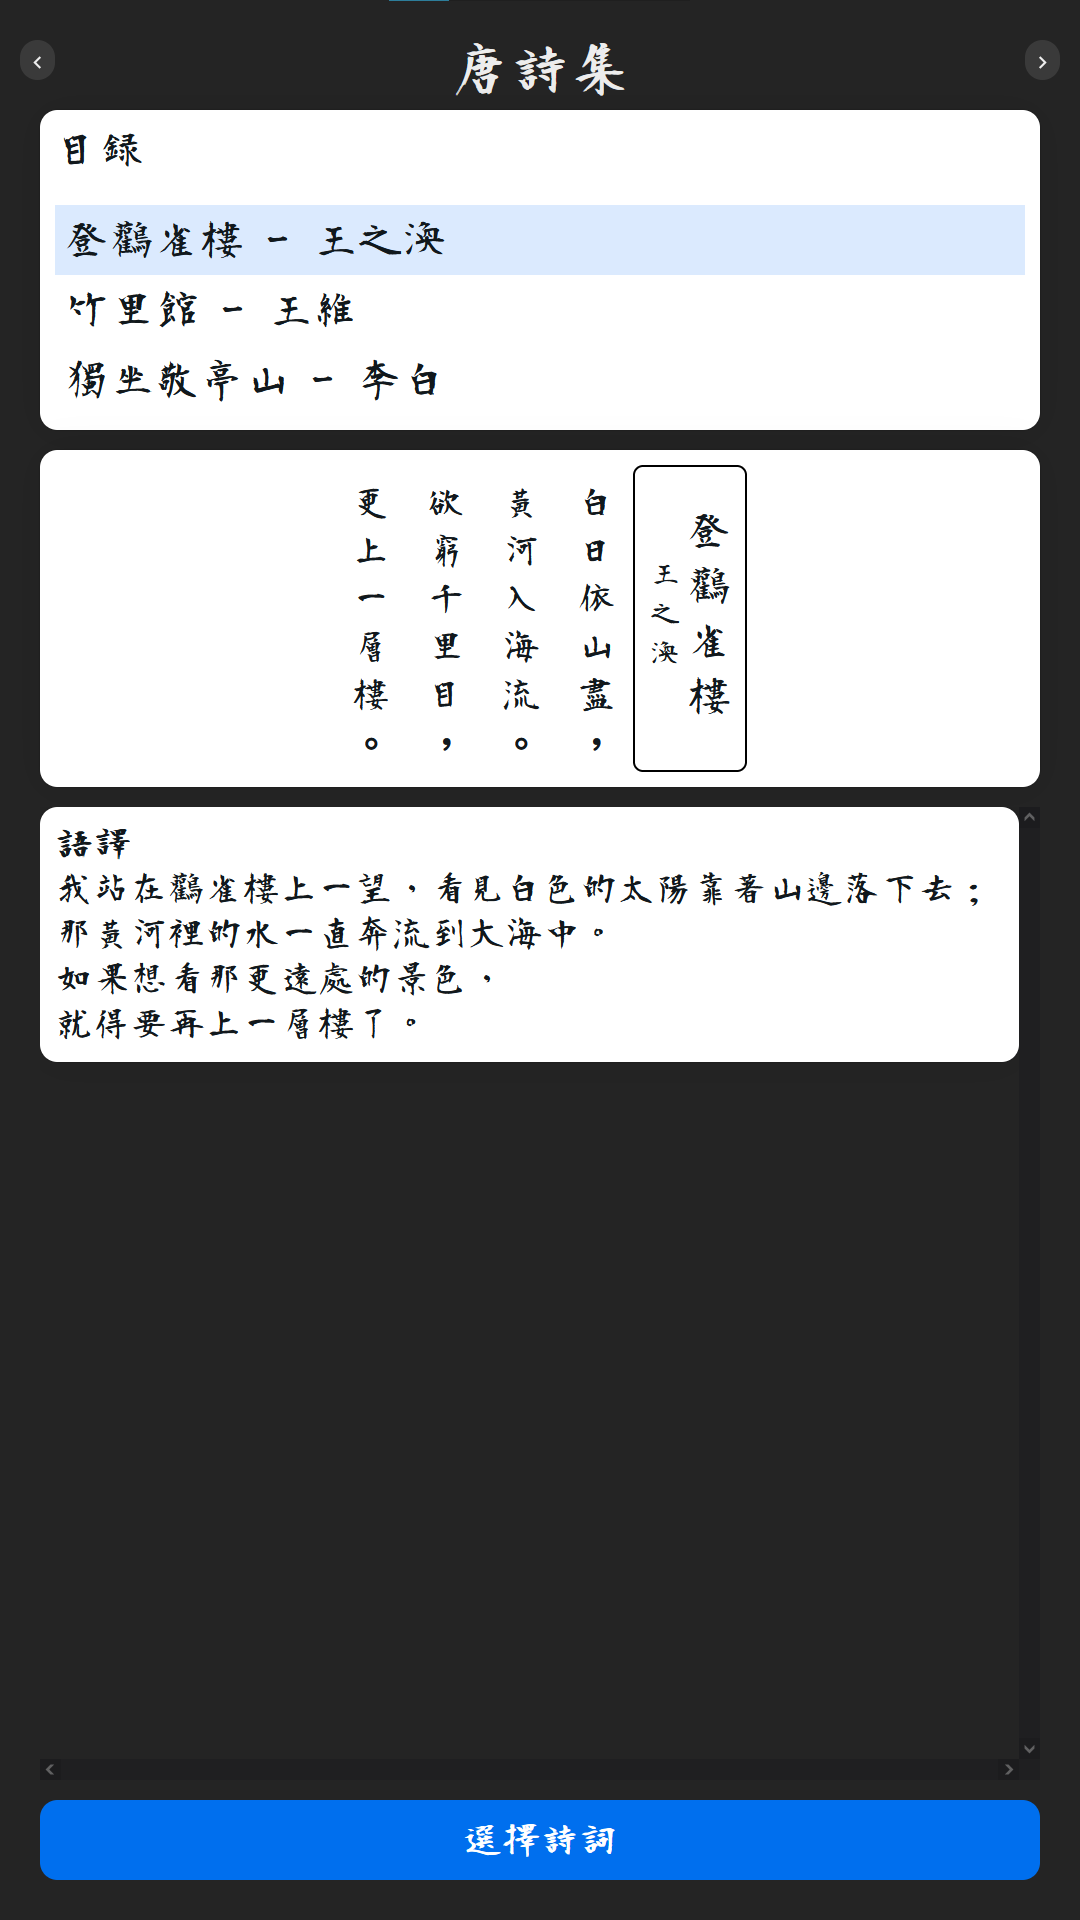 唐詩集
目録
登鸛雀樓 - 王之渙
竹里館 - 王維
獨坐敬亭山 - 李白
登鸛雀樓
王之渙
白日依山盡，
黃河入海流。
欲窮千里目，
更上一層樓。
語譯
我站在鸛雀樓上一望，看見白色的太陽靠著山邊落下去；
那黃河裡的水一直奔流到大海中。
如果想看那更遠處的景色，
就得要再上一層樓了。
選擇詩詞